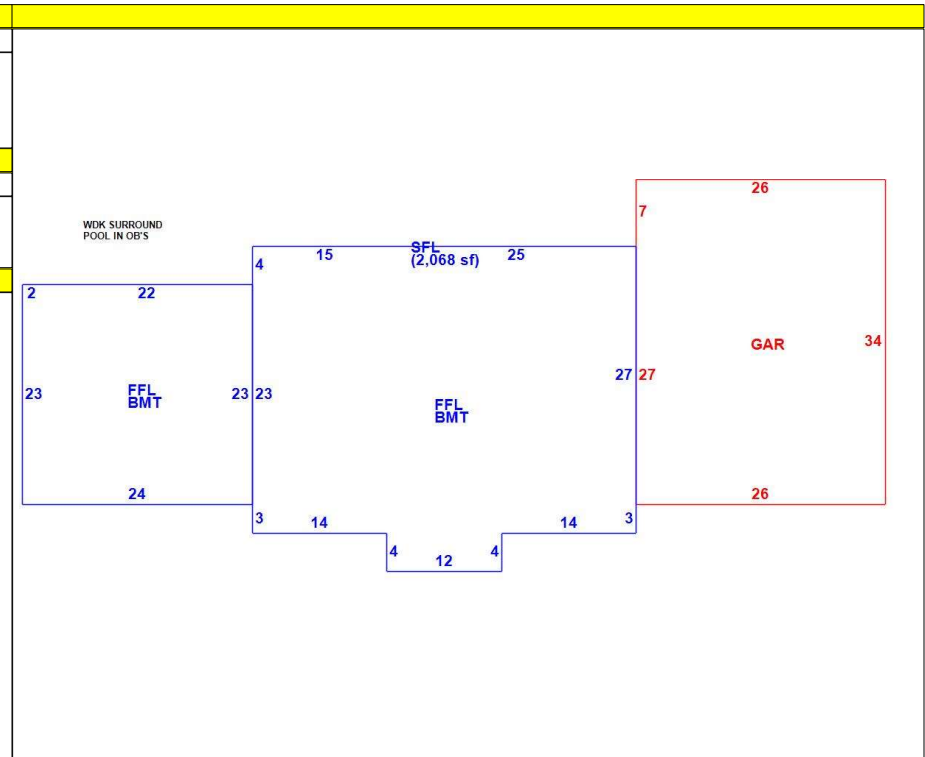 26
7
WDK SURROUND
POOL IN OB'S
4
15
SFL
(2,068 sf)
25
2
22
GAR
34
27
27
23
FFL
BMT
23
23
FFL
BMT
24
26
3
14
14
3
4
12
4